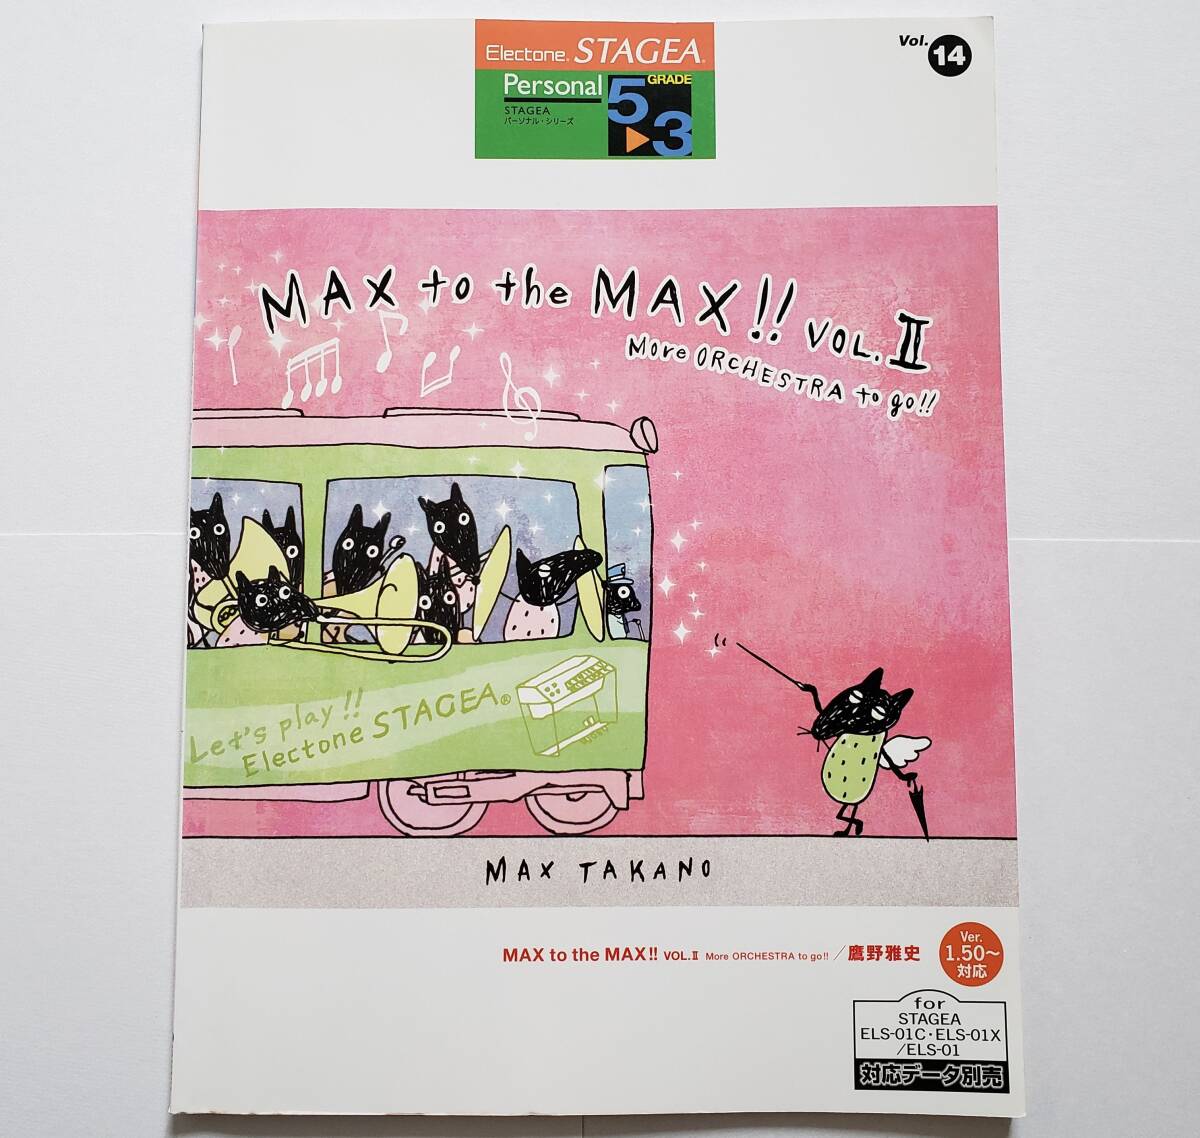 Electone® STAGEA®
Personal
STAGEA
パーソナル・シリーズ
GRADE
5▶3
Vol. 14
MAX to the MAX!! VOL.II
More ORCHESTRA to go!!
Let's play!!
Electone STAGEA®
MAX TAKANO
MAX to the MAX!! VOL.II More ORCHESTRA to go!! / 鷹野雅史
Ver.
1.50~
対応
for
STAGEA
ELS-01C・ELS-01X
/ELS-01
対応データ別売